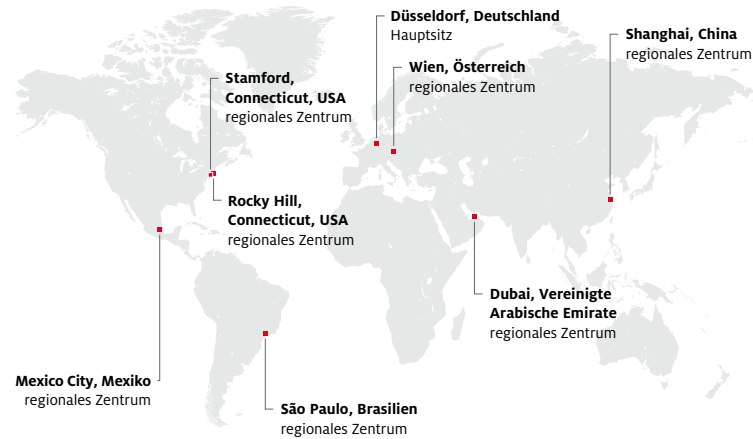 Düsseldorf, Deutschland
Hauptsitz
Wien, Österreich
regionales Zentrum
Shanghai, China
regionales Zentrum
Stamford,
Connecticut, USA
regionales Zentrum
Rocky Hill,
Connecticut, USA
regionales Zentrum
Dubai, Vereinigte
Arabische Emirate
regionales Zentrum
Mexico City, Mexiko
regionales Zentrum
São Paulo, Brasilien
regionales Zentrum